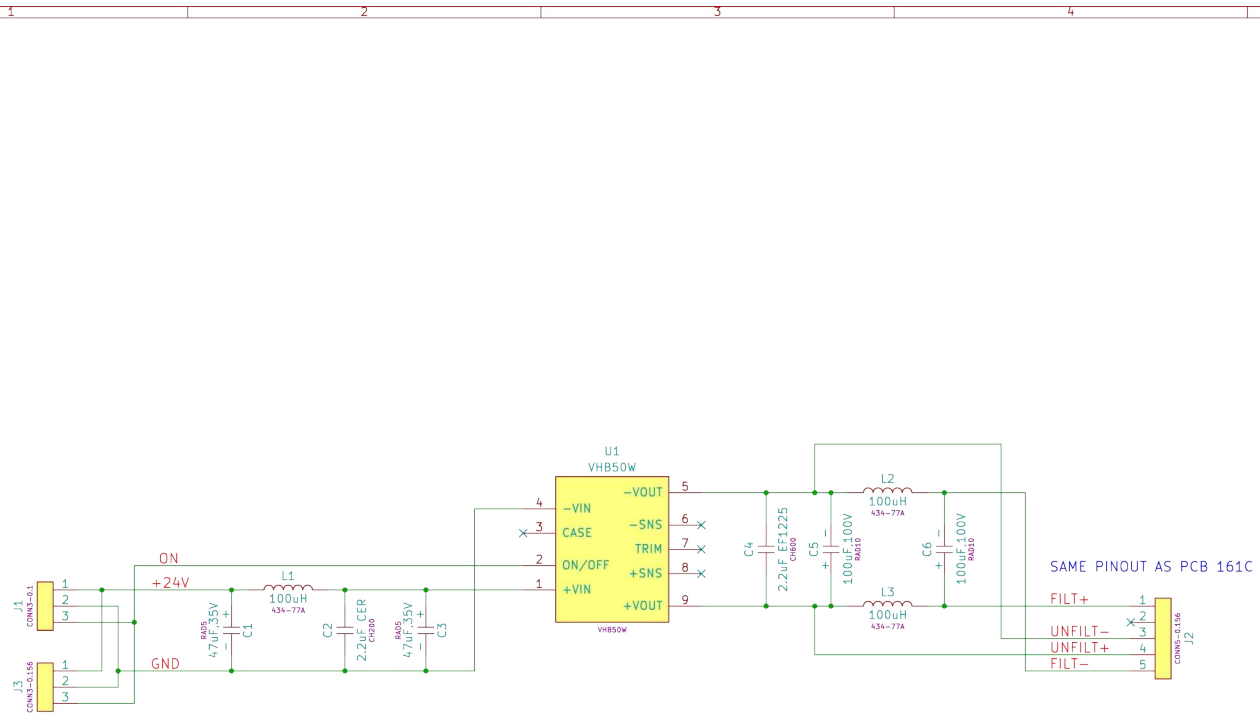 1 2 3 4
U1
VHB50W
5
-VOUT
4
-VIN
6
-SNS
3
CASE
7
TRIM
2
ON/OFF
8
+SNS
1
+VIN
9
+VOUT
VHB50W
ON
+24V
GND
J1
CONN3-0.1
1
2
3
J3
CONN3-0.156
1
2
3
RAD5
47uF,35V
+
-
C1
L1
100uH
434-77A
C2
2.2uF CER
CH200
RAD5
47uF,35V
+
-
C3
C4
2.2uF EF1225
CH600
C5
-
+
100uF,100V
RAD10
L2
100uH
434-77A
L3
100uH
434-77A
C6
-
+
100uF,100V
RAD10
SAME PINOUT AS PCB 161C
FILT+
UNFILT-
UNFILT+
FILT-
1
2
3
4
5
CONN5-0.156
J2